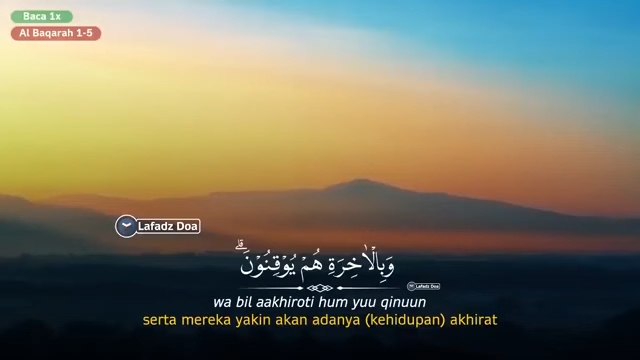 Baca 1x
Al Baqarah 1-5
Lafadz Doa
وَبِالْاٰخِرَةِ هُمْ يُوْقِنُوْنَۗ
Lafadz Doa
wa bil aakhiroti hum yuu qinuun
serta mereka yakin akan adanya (kehidupan) akhirat